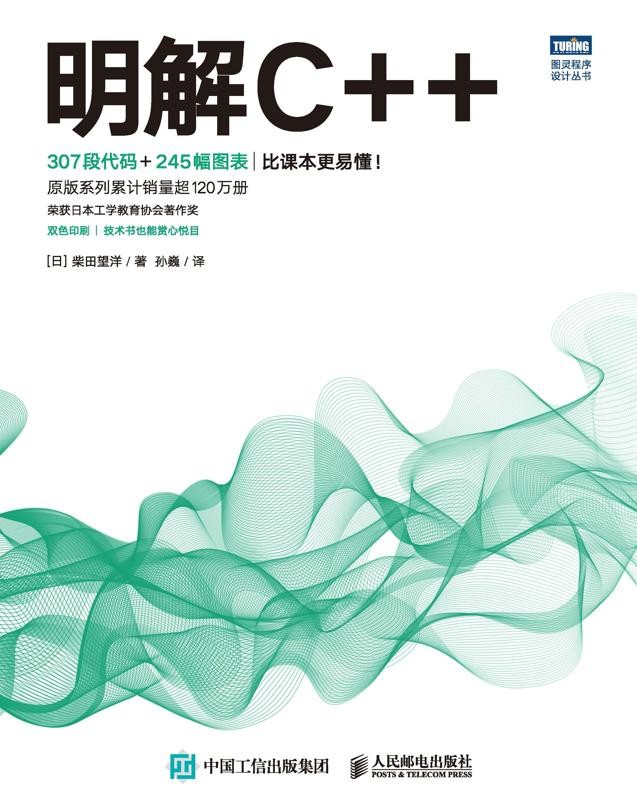 明解C++
TURING
图灵程序
设计丛书
307段代码+245幅图表|比课本更易懂!
原版系列累计销量超120万册
荣获日本工学教育协会著作奖
双色印刷|技术书也能赏心悦目
[日]柴田望洋/著 孙巍/译
中国工信出版集团
人民邮电出版社
POSTS & TELECOM PRESS